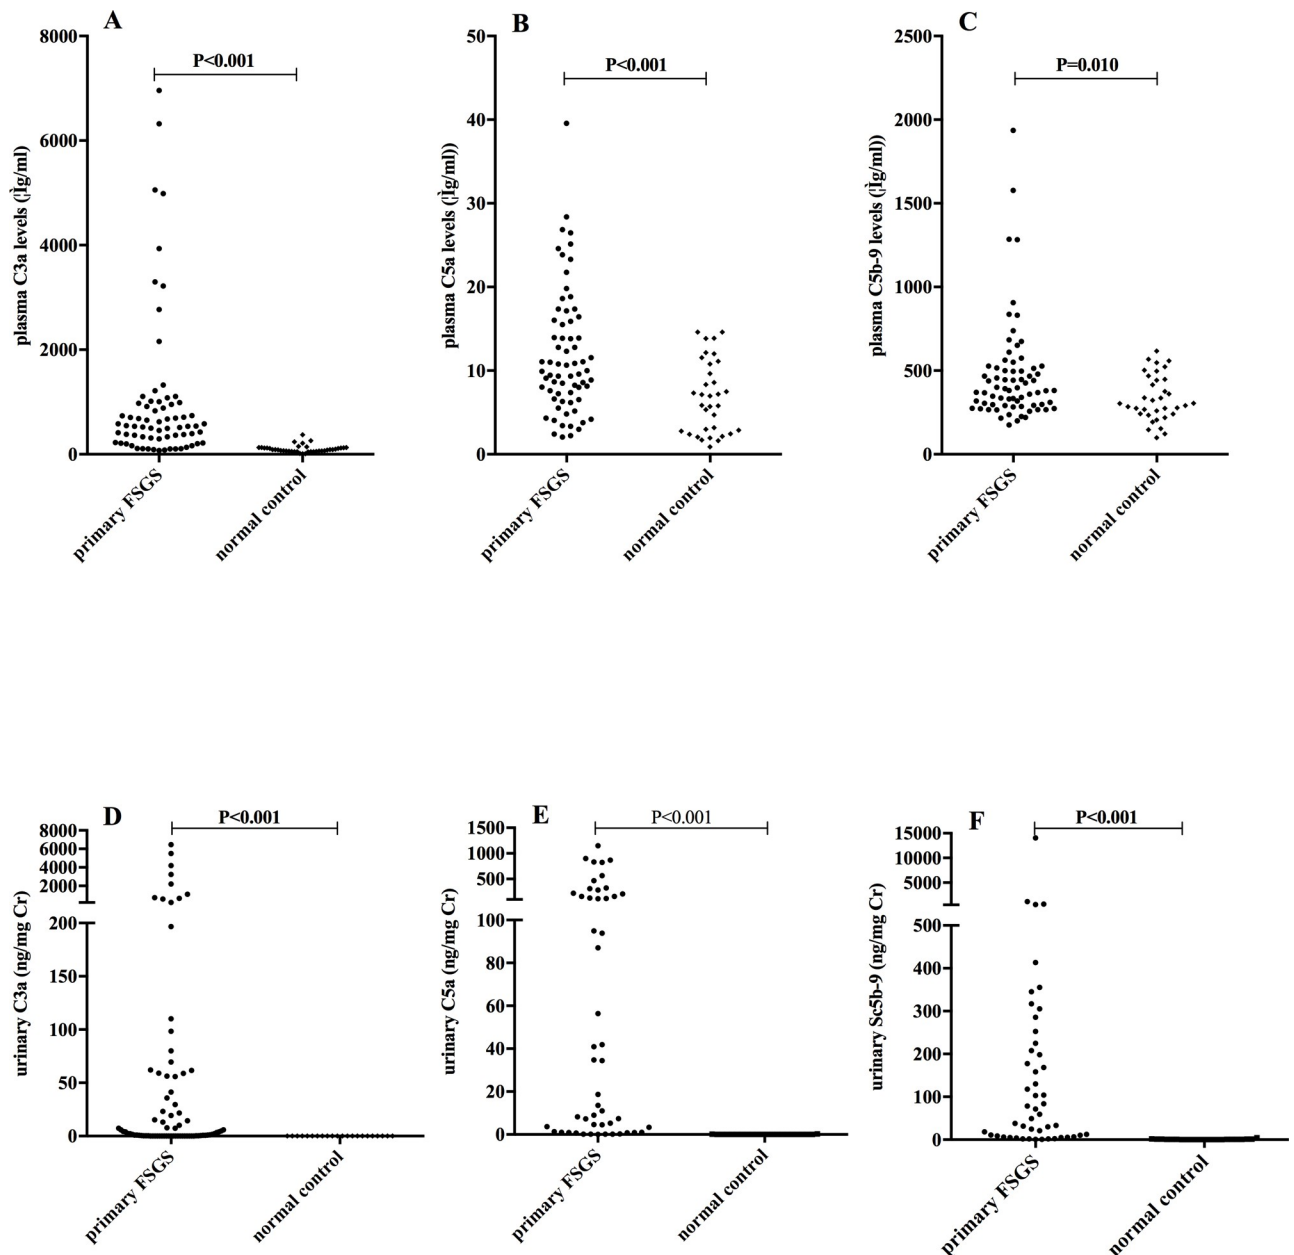 A
P<0.001
8000
6000
4000
2000
0
plasma C3a levels (¦Ìg/ml)
primary FSGS
normal control
B
P<0.001
50
40
30
20
10
0
plasma C5a levels (¦Ìg/ml))
primary FSGS
normal control
C
P=0.010
2500
2000
1500
1000
500
0
plasma C5b-9 levels (¦Ìg/ml))
primary FSGS
normal control
D
P<0.001
8000
6000
4000
2000
200
150
100
50
0
urinary C3a (ng/mg Cr)
primary FSGS
normal control
E
P<0.001
1500
1000
500
100
80
60
40
20
0
urinary C5a (ng/mg Cr)
primary FSGS
normal control
F
P<0.001
15000
10000
5000
500
400
300
200
100
0
urinary Sc5b-9 (ng/mg Cr)
primary FSGS
normal control